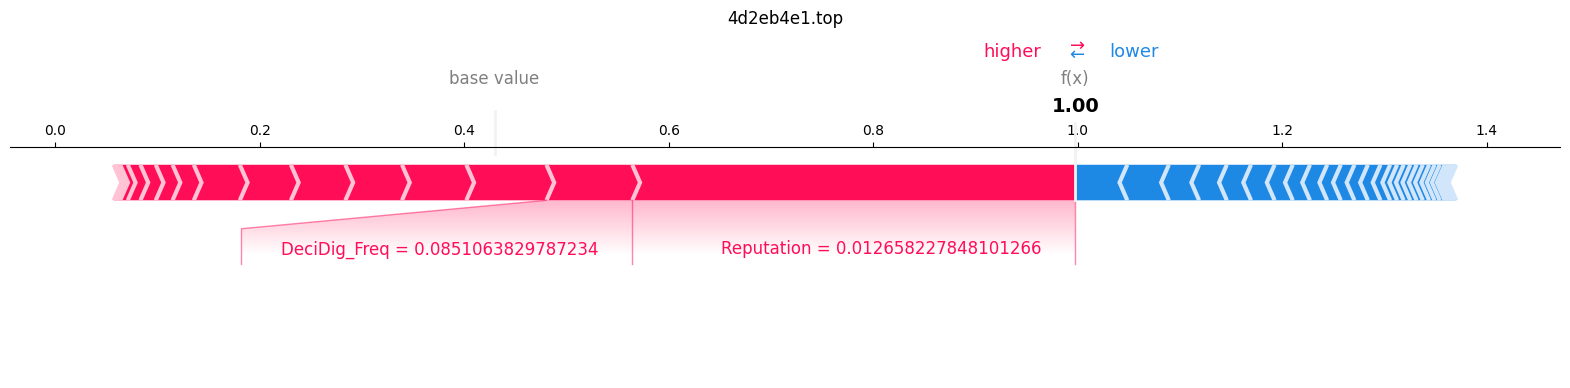 4d2eb4e1.top
higher ⇄ lower
base value
f(x)
1.00
0.0 0.2 0.4 0.6 0.8 1.0 1.2 1.4
DeciDig_Freq = 0.0851063829787234
Reputation = 0.012658227848101266